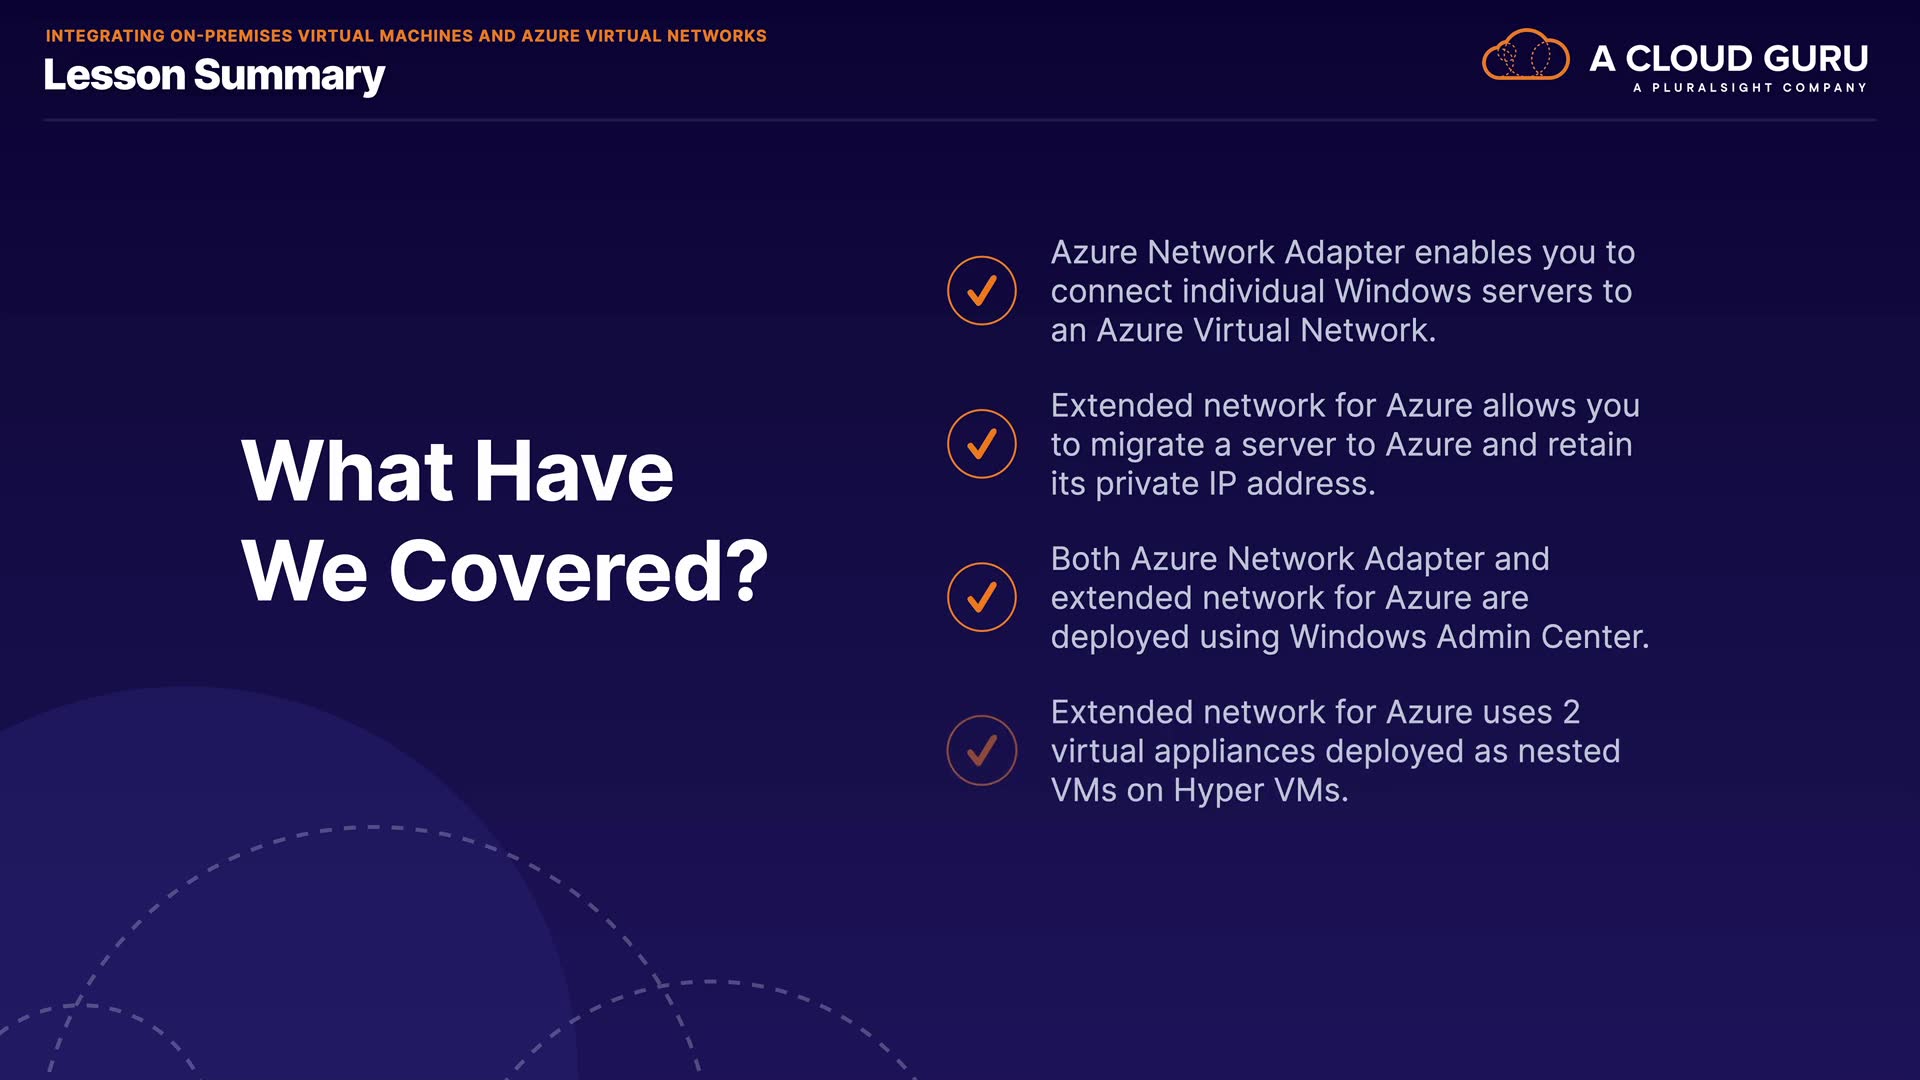 INTEGRATING ON-PREMISES VIRTUAL MACHINES AND AZURE VIRTUAL NETWORKS
Lesson Summary
A CLOUD GURU
A PLURALSIGHT COMPANY
What Have
We Covered?
Azure Network Adapter enables you to
connect individual Windows servers to
an Azure Virtual Network.
Extended network for Azure allows you
to migrate a server to Azure and retain
its private IP address.
Both Azure Network Adapter and
extended network for Azure are
deployed using Windows Admin Center.
Extended network for Azure uses 2
virtual appliances deployed as nested
VMs on Hyper VMs.